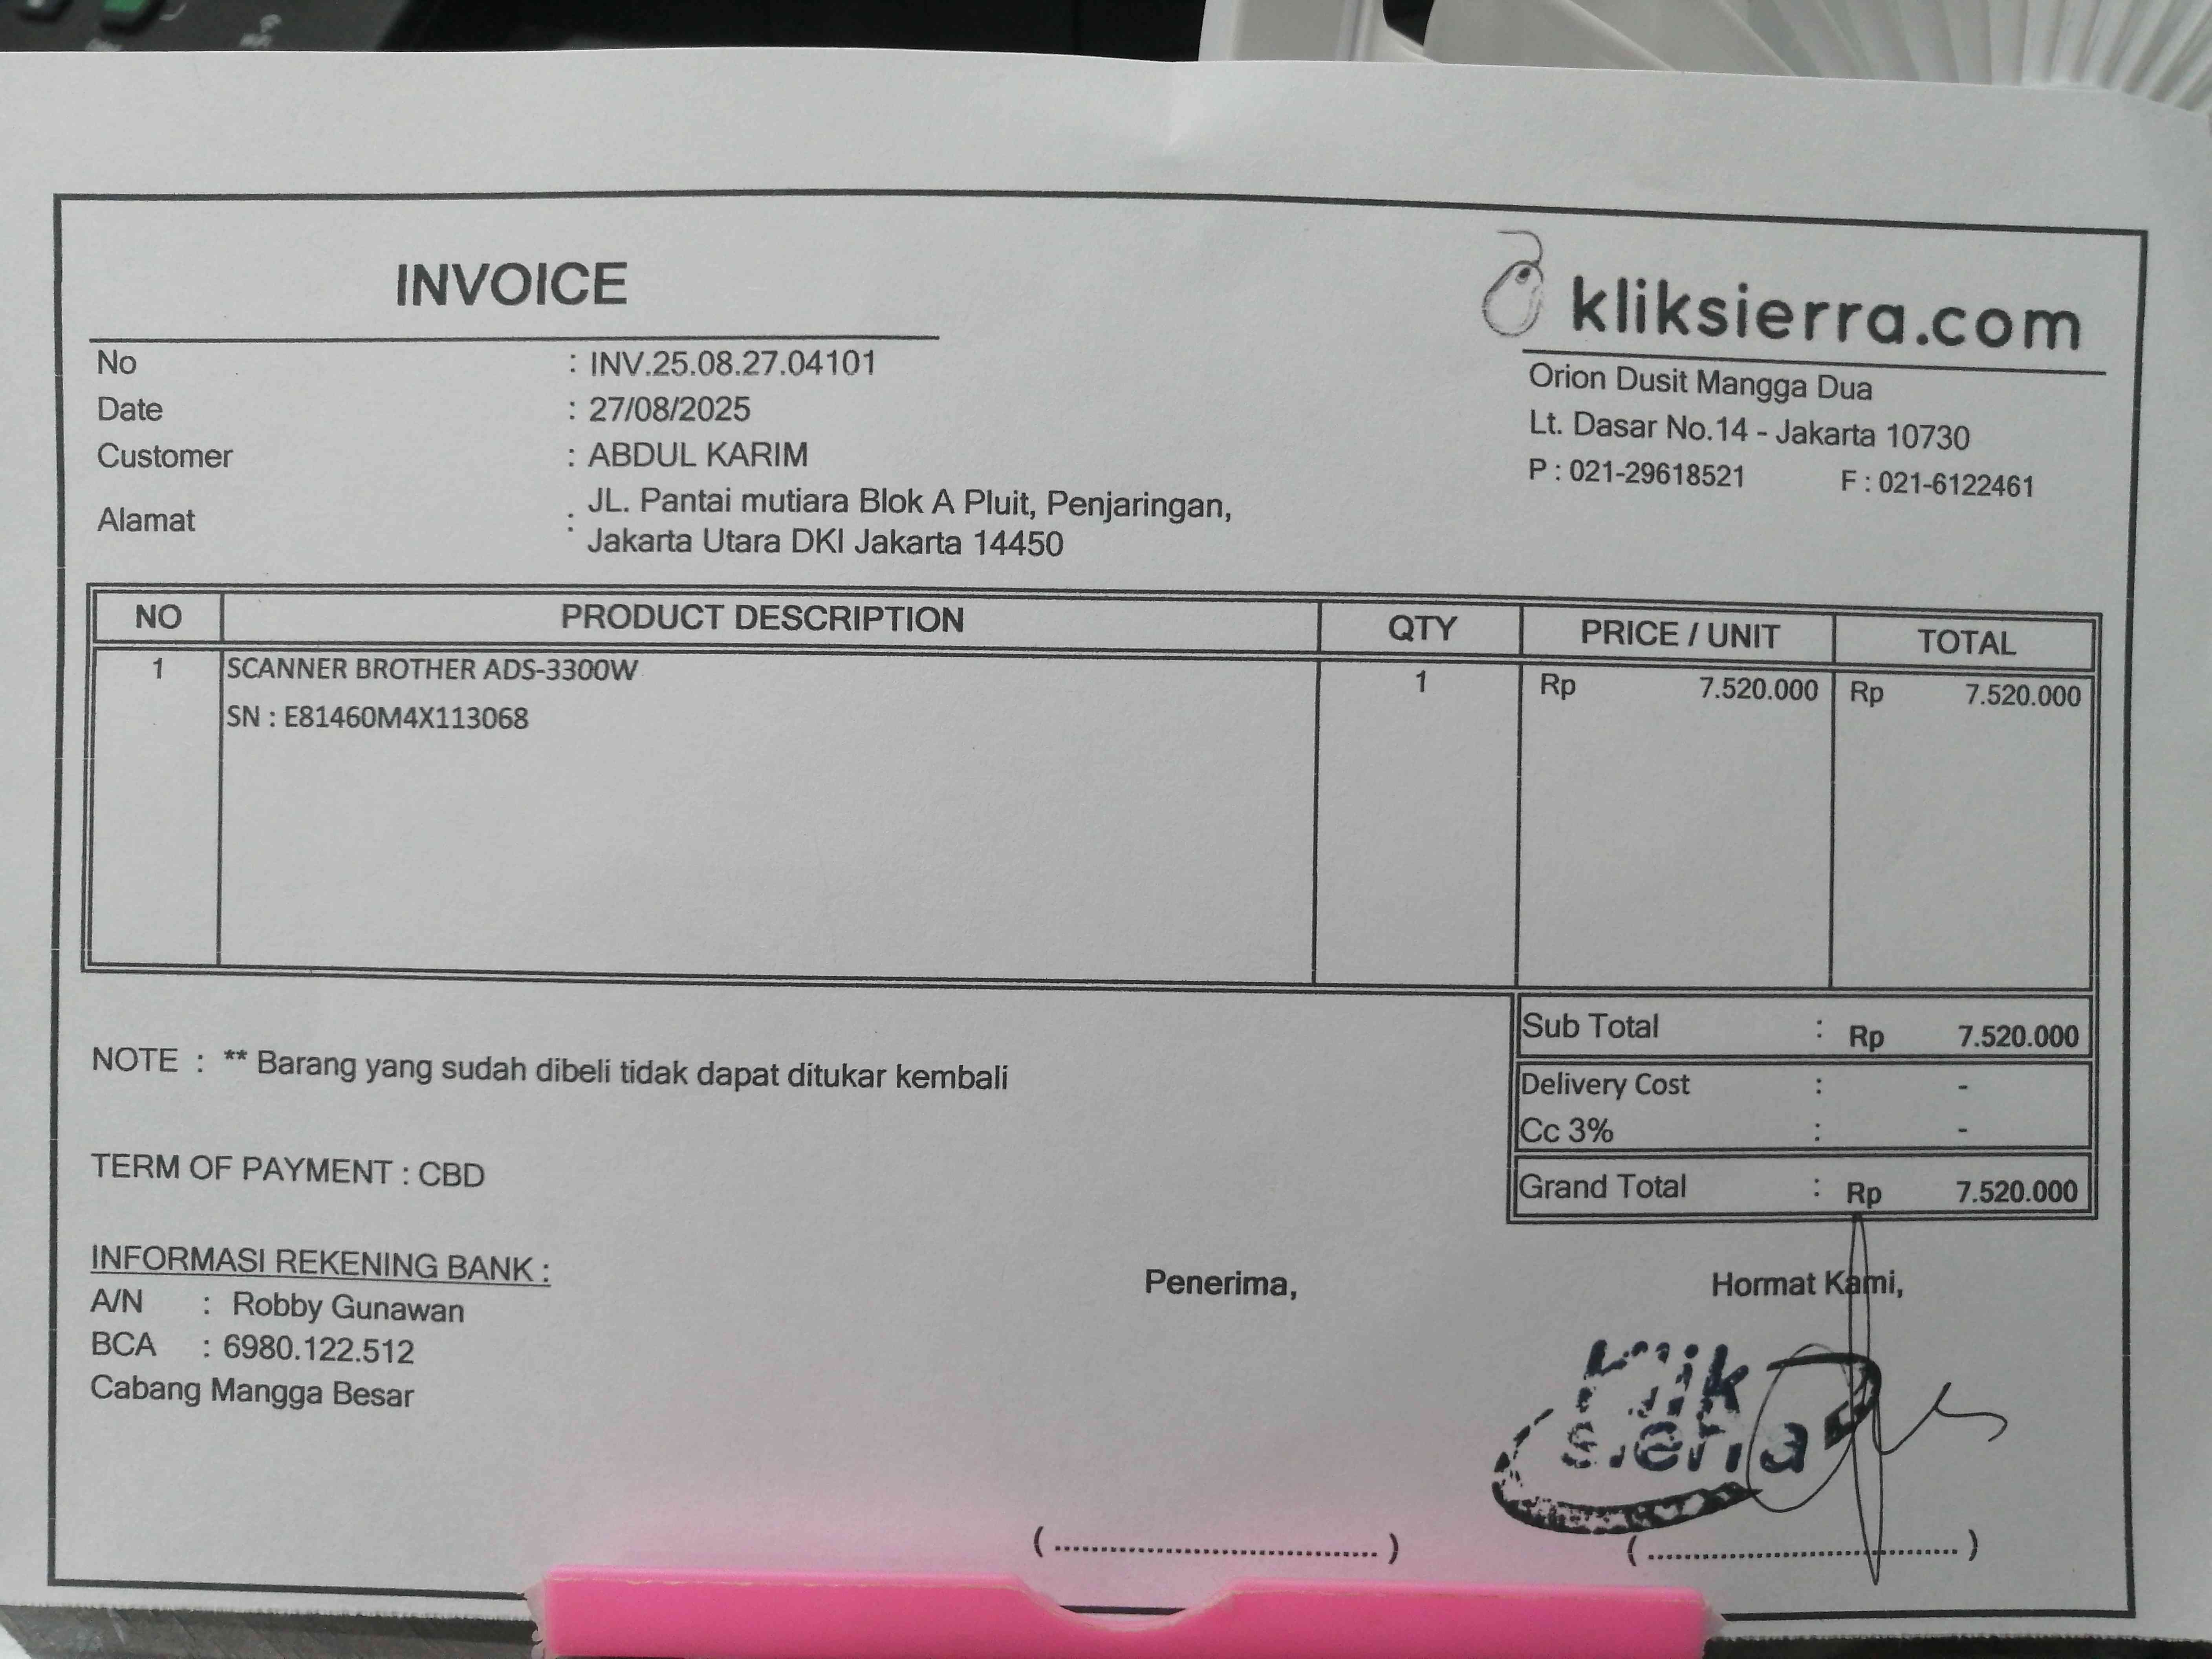 INVOICE
kliksierra.com
Orion Dusit Mangga Dua
Lt. Dasar No.14 - Jakarta 10730
P : 021-29618521 F : 021-6122461
No : INV.25.08.27.04101
Date : 27/08/2025
Customer : ABDUL KARIM
Alamat : JL. Pantai mutiara Blok A Pluit, Penjaringan,
Jakarta Utara DKI Jakarta 14450
NO PRODUCT DESCRIPTION QTY PRICE / UNIT TOTAL
1 SCANNER BROTHER ADS-3300W 1 Rp 7.520.000 Rp 7.520.000
SN : E81460M4X113068
Sub Total : Rp 7.520.000
Delivery Cost : -
Cc 3% : -
Grand Total : Rp 7.520.000
NOTE : ** Barang yang sudah dibeli tidak dapat ditukar kembali
TERM OF PAYMENT : CBD
INFORMASI REKENING BANK :
A/N : Robby Gunawan
BCA : 6980.122.512
Cabang Mangga Besar
Penerima,
Hormat Kami,
Klik
sierra
(....................................)
(....................................)